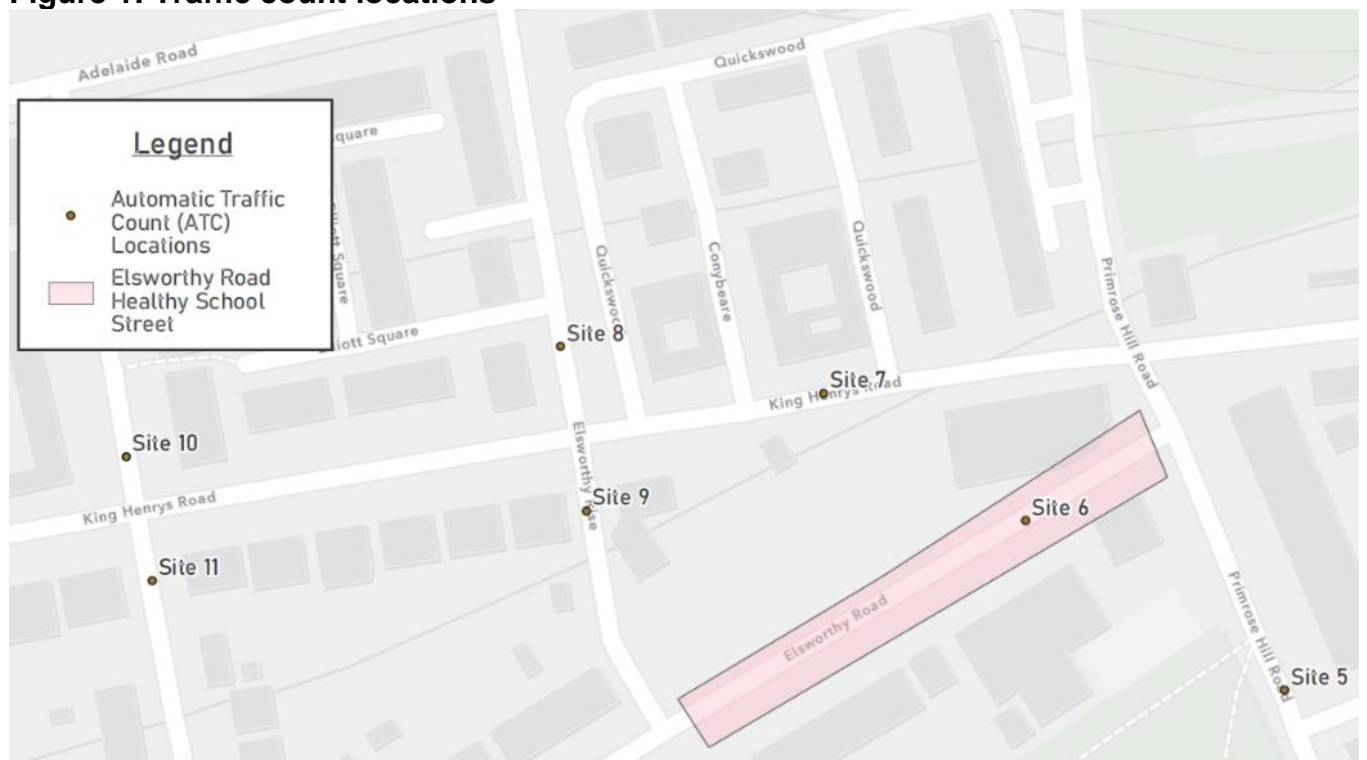 Figure 1: Traffic count locations
Adelaide Road
Quickswood
Legend
Automatic Traffic
Count (ATC)
Locations
Elsworthy Road
Healthy School
Street
Square
Quickswood
Conybeare
Quickswood
Primrose Hill Road
Square
Site 8
Site 7
King Henrys Road
Elsworthy Rise
Site 10
King Henrys Road
Site 9
Site 6
Site 11
Elsworthy Road
Primrose Hill Road
Site 5